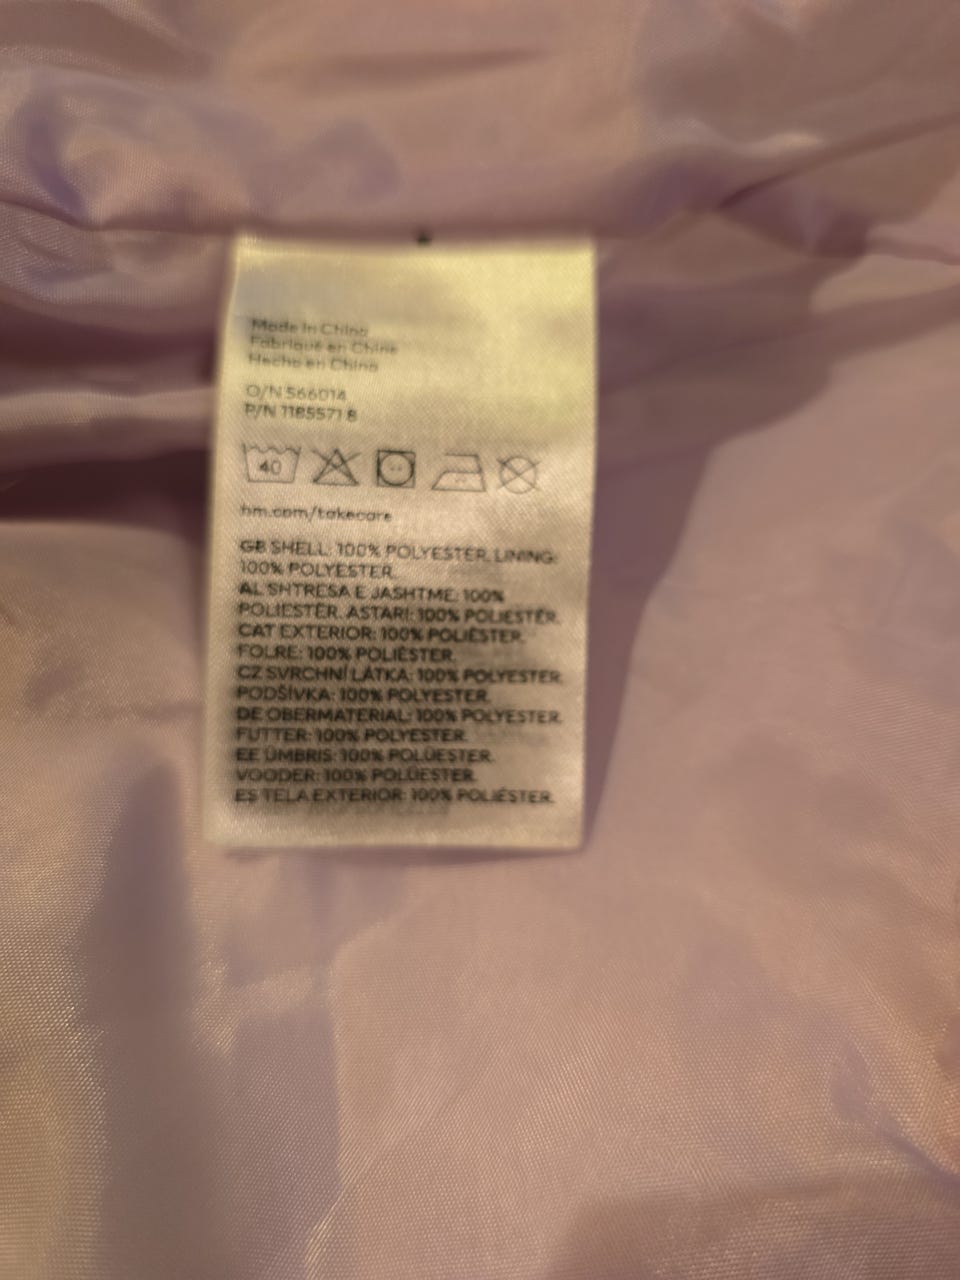 Made in China
Fabriqué en Chine
Hecho en China
O/N 566014
P/N 1185571 8
40
hm.com/takecare
GB SHELL: 100% POLYESTER. LINING:
100% POLYESTER.
AL SHTRESA E JASHTME: 100%
POLIESTËR. ASTARI: 100% POLIESTËR.
CAT EXTERIOR: 100% POLIÈSTER.
FOLRE: 100% POLIÈSTER.
CZ SVRCHNÍ LÁTKA: 100% POLYESTER.
PODŠÍVKA: 100% POLYESTER.
DE OBERMATERIAL: 100% POLYESTER.
FUTTER: 100% POLYESTER.
EE ÜMBRIS: 100% POLÜESTER.
VOODER: 100% POLÜESTER.
ES TELA EXTERIOR: 100% POLIÉSTER.